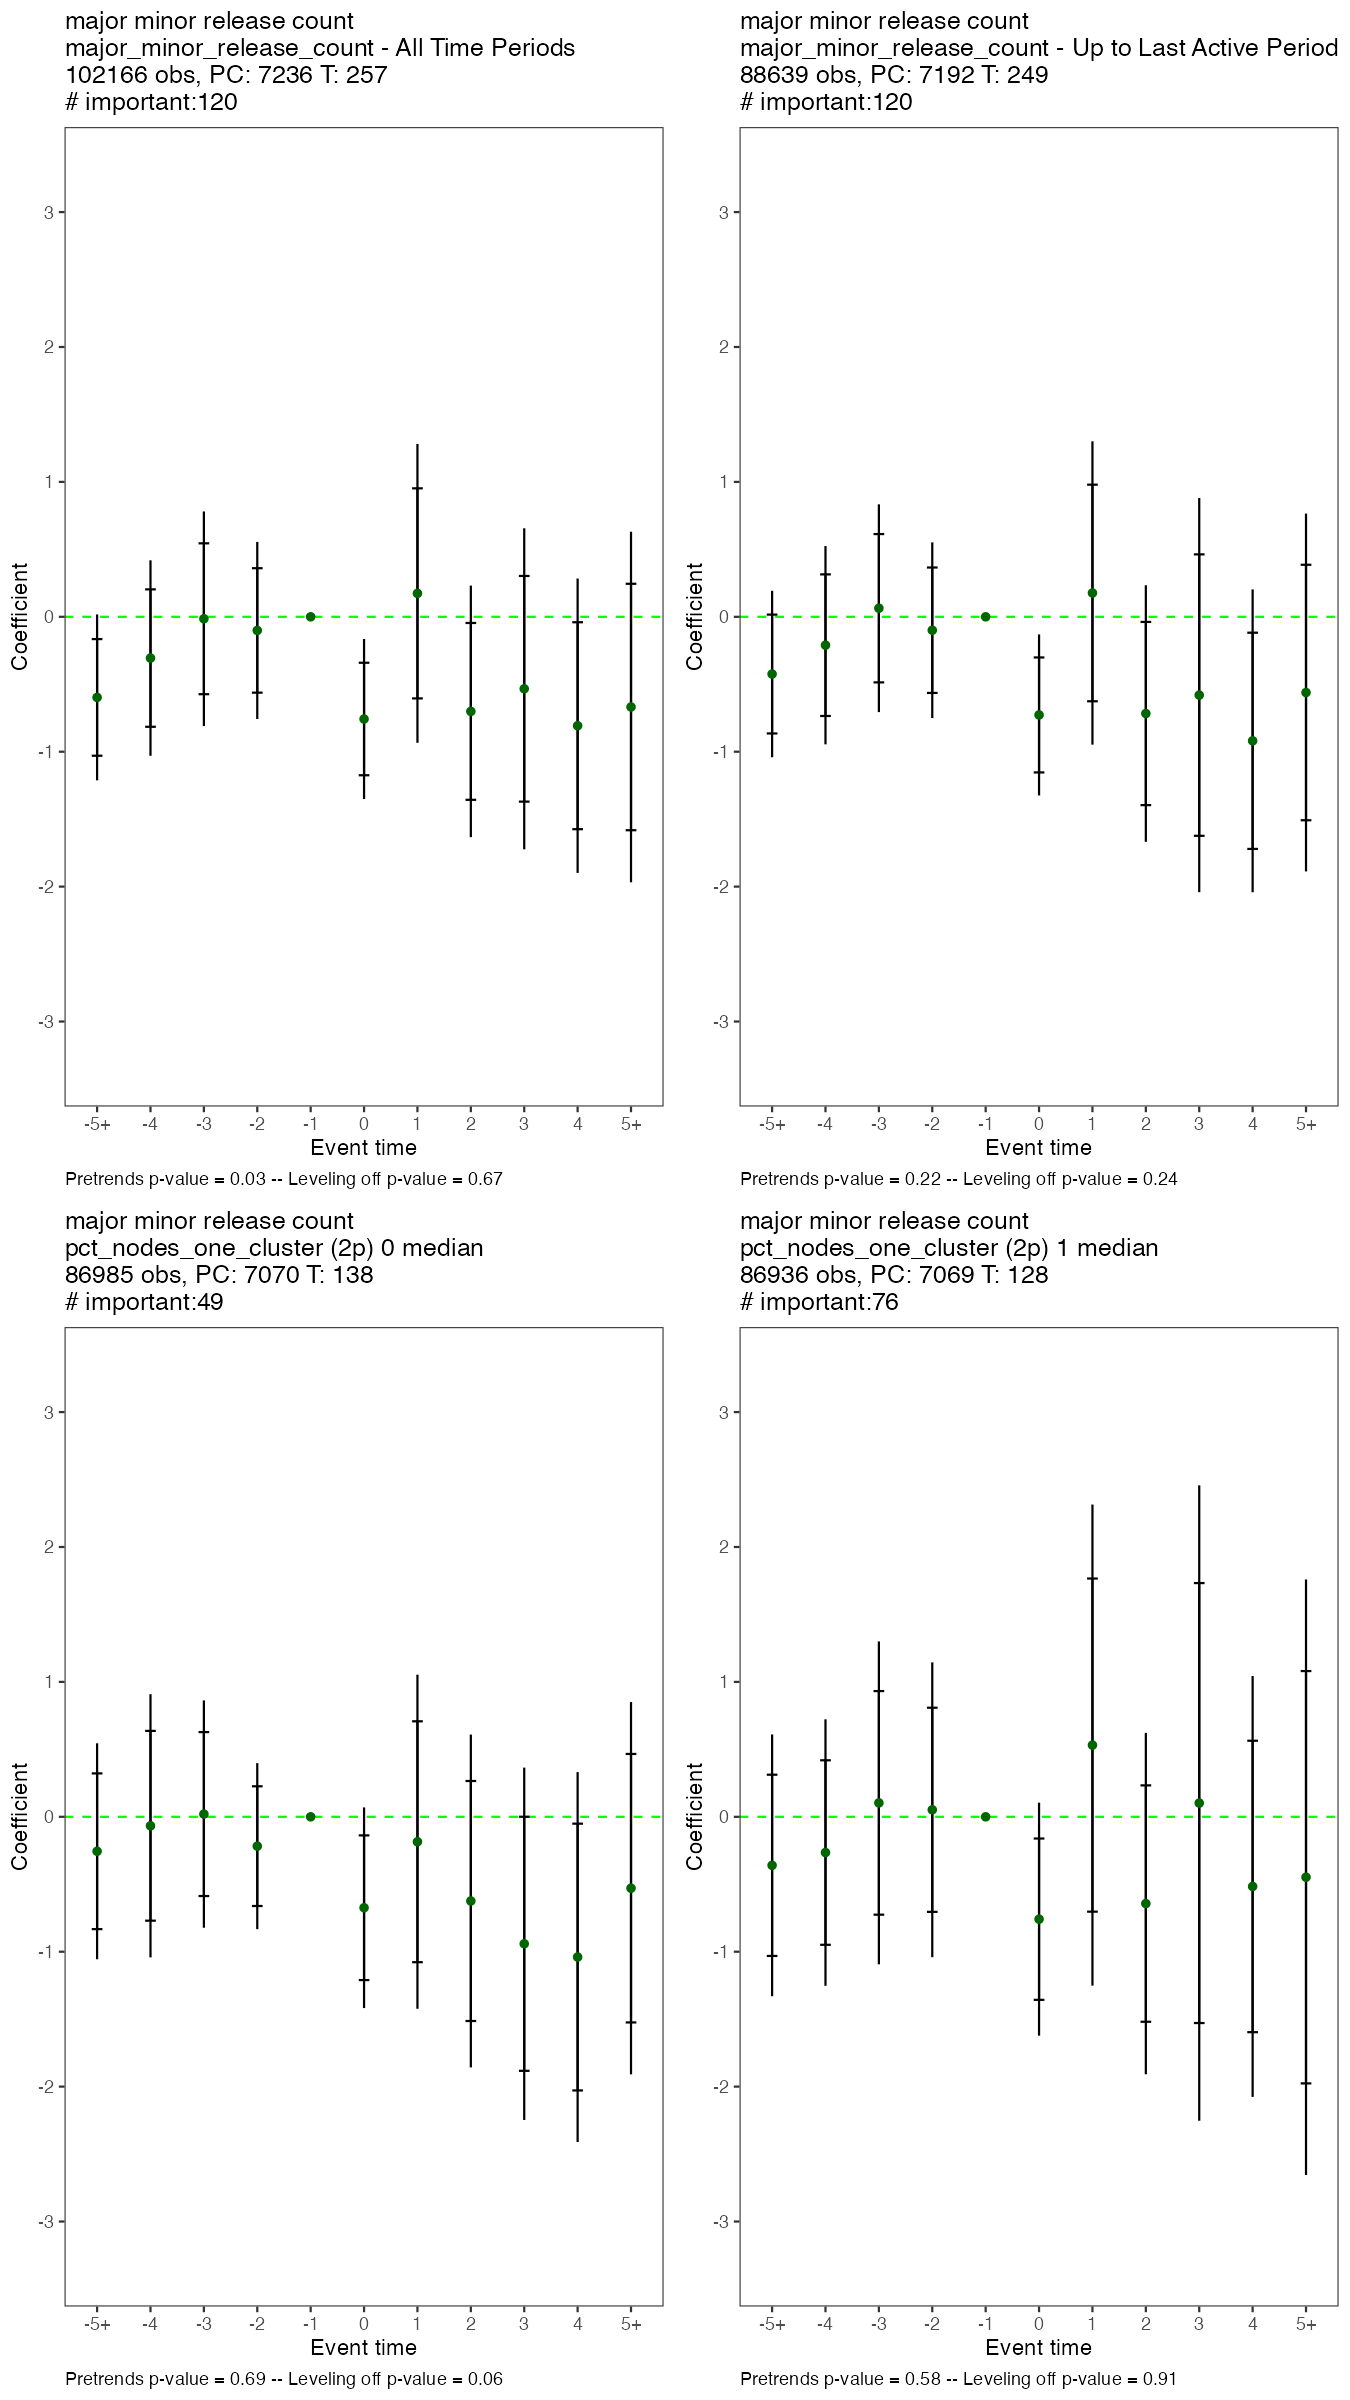 major minor release count
major_minor_release_count - All Time Periods
102166 obs, PC: 7236 T: 257
# important:120
3
2
1
0
-1
-2
-3
Coefficient
-5+ -4 -3 -2 -1 0 1 2 3 4 5+
Event time
Pretrends p-value = 0.03 -- Leveling off p-value = 0.67
major minor release count
major_minor_release_count - Up to Last Active Period
88639 obs, PC: 7192 T: 249
# important:120
3
2
1
0
-1
-2
-3
Coefficient
-5+ -4 -3 -2 -1 0 1 2 3 4 5+
Event time
Pretrends p-value = 0.22 -- Leveling off p-value = 0.24
major minor release count
pct_nodes_one_cluster (2p) 0 median
86985 obs, PC: 7070 T: 138
# important:49
3
2
1
0
-1
-2
-3
Coefficient
-5+ -4 -3 -2 -1 0 1 2 3 4 5+
Event time
Pretrends p-value = 0.69 -- Leveling off p-value = 0.06
major minor release count
pct_nodes_one_cluster (2p) 1 median
86936 obs, PC: 7069 T: 128
# important:76
3
2
1
0
-1
-2
-3
Coefficient
-5+ -4 -3 -2 -1 0 1 2 3 4 5+
Event time
Pretrends p-value = 0.58 -- Leveling off p-value = 0.91